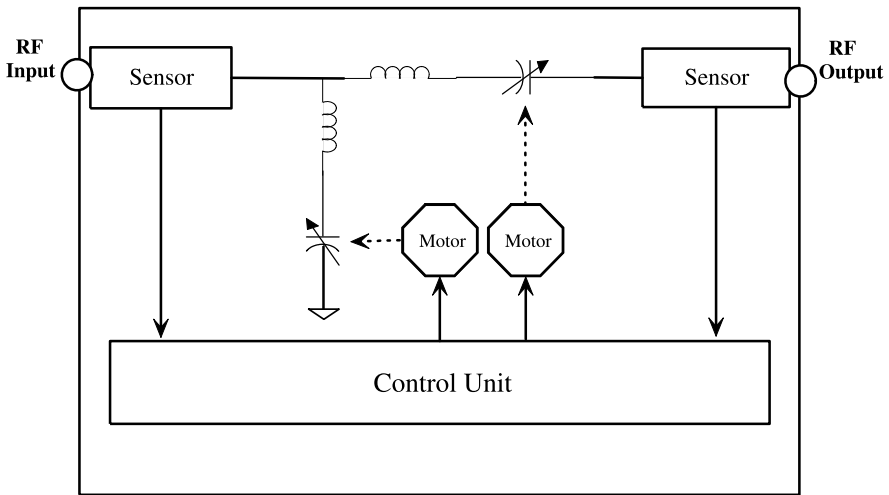 RF
Input
Sensor
Sensor
RF
Output
Motor
Motor
Control Unit